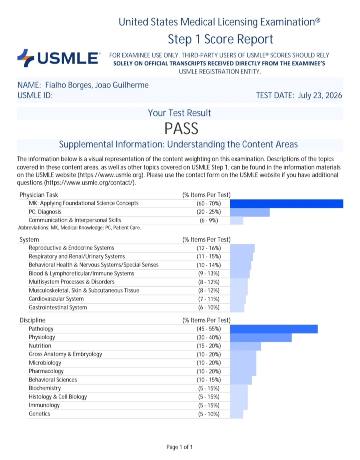 United States Medical Licensing Examination®
Step 1 Score Report
USMLE®
FOR EXAMINEE USE ONLY. THIRD-PARTY USERS OF USMLE® SCORES SHOULD RELY
SOLELY ON OFFICIAL TRANSCRIPTS RECEIVED DIRECTLY FROM THE EXAMINEE'S
USMLE REGISTRATION ENTITY.
NAME: Fialho Borges, Joao Guilherme
USMLE ID:
TEST DATE: July 23, 2026
Your Test Result
PASS
Supplemental Information: Understanding the Content Areas
The information below is a visual representation of the content weighting on this examination. Descriptions of the topics
covered in these content areas, as well as other topics covered on USMLE Step 1, can be found in the information materials
on the USMLE website (https://www.usmle.org). Please use the contact form on the USMLE website if you have additional
questions (https://www.usmle.org/contact/).
Physician Task (% Items Per Test)
MK: Applying Foundational Science Concepts (60 - 70%)
PC: Diagnosis (20 - 25%)
Communication & Interpersonal Skills (6 - 9%)
Abbreviations: MK, Medical Knowledge; PC, Patient Care.
System (% Items Per Test)
Reproductive & Endocrine Systems (12 - 16%)
Respiratory and Renal/Urinary Systems (11 - 15%)
Behavioral Health & Nervous Systems/Special Senses (10 - 14%)
Blood & Lymphoreticular/Immune Systems (9 - 13%)
Multisystem Processes & Disorders (8 - 12%)
Musculoskeletal, Skin & Subcutaneous Tissue (8 - 12%)
Cardiovascular System (7 - 11%)
Gastrointestinal System (6 - 10%)
Discipline (% Items Per Test)
Pathology (45 - 55%)
Physiology (30 - 40%)
Nutrition (15 - 20%)
Gross Anatomy & Embryology (10 - 20%)
Microbiology (10 - 20%)
Pharmacology (10 - 20%)
Behavioral Sciences (10 - 15%)
Biochemistry (5 - 15%)
Histology & Cell Biology (5 - 15%)
Immunology (5 - 15%)
Genetics (5 - 10%)
Page 1 of 1